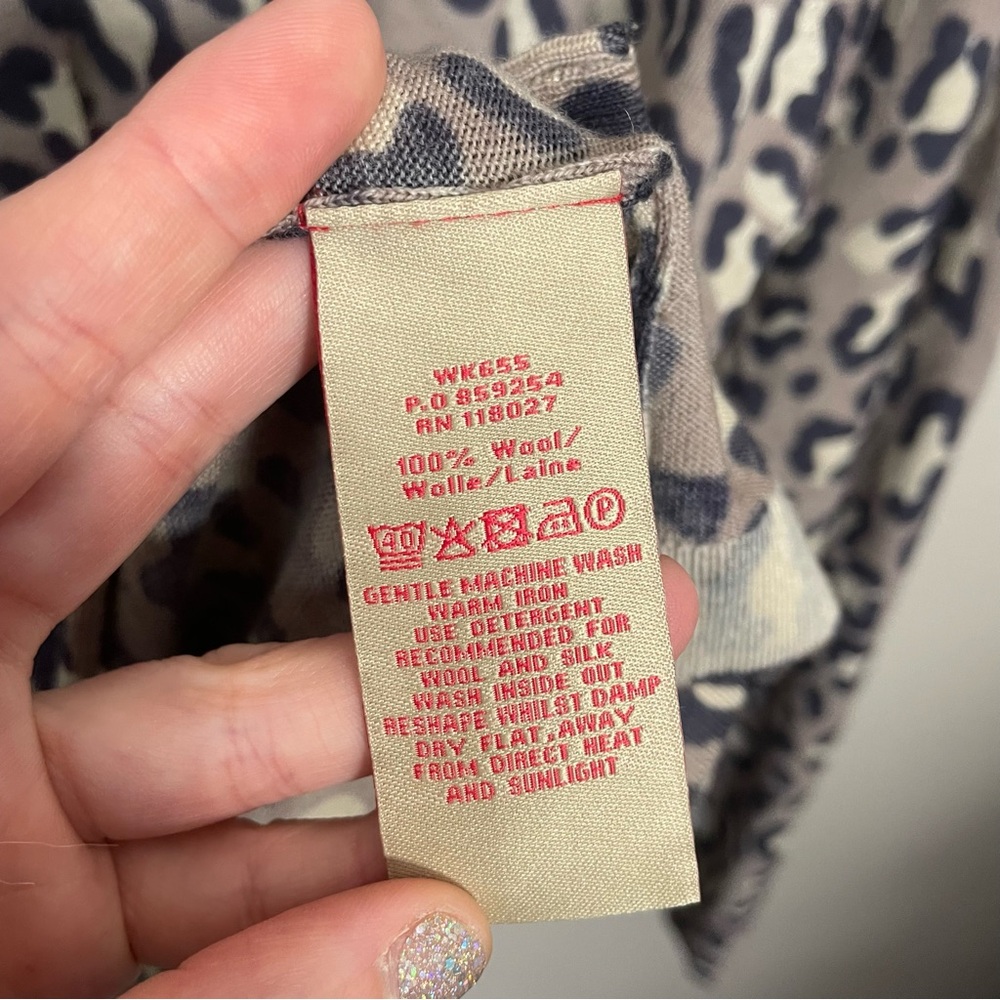 WK655
P.O 859254
RN 118027
100% Wool/
Wolle/Laine
40 P
GENTLE MACHINE WASH
WARM IRON
USE DETERGENT
RECOMMENDED FOR
WOOL AND SILK
WASH INSIDE OUT
RESHAPE WHILST DAMP
DRY FLAT, AWAY
FROM DIRECT HEAT
AND SUNLIGHT